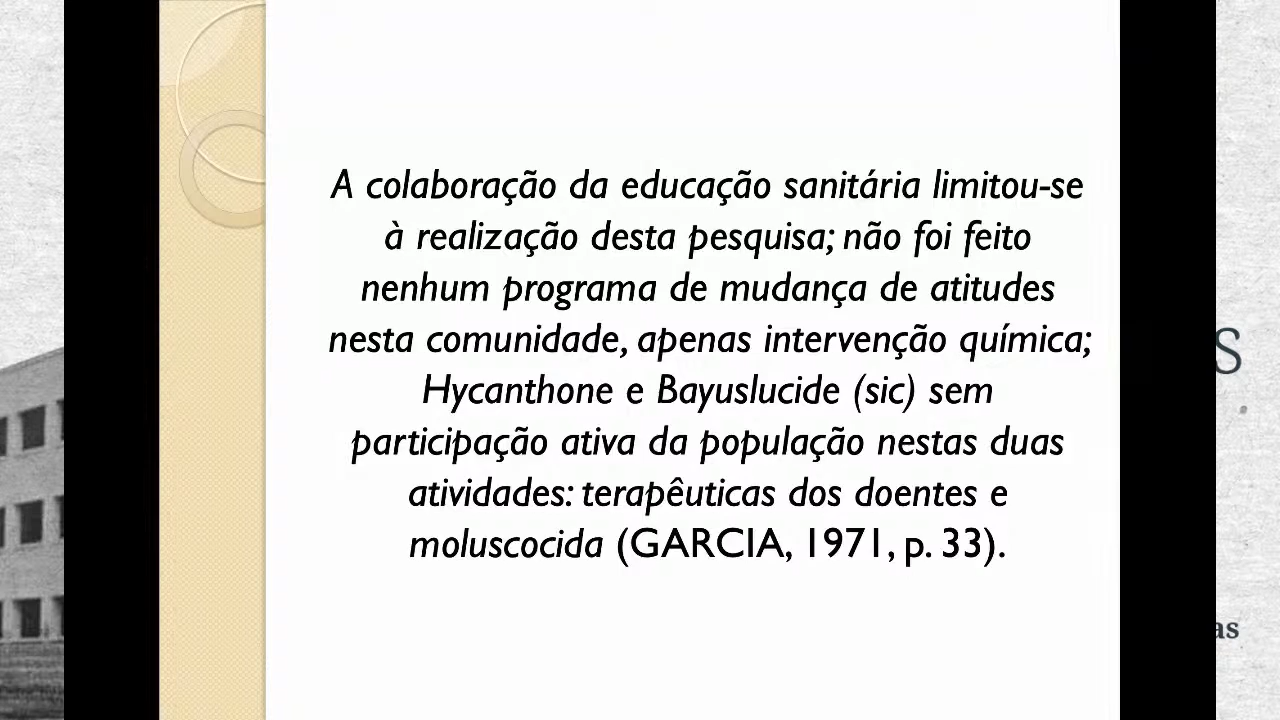 A colaboração da educação sanitária limitou-se
à realização desta pesquisa; não foi feito
nenhum programa de mudança de atitudes
nesta comunidade, apenas intervenção química;
Hycanthone e Bayuslucide (sic) sem
participação ativa da população nestas duas
atividades: terapêuticas dos doentes e
moluscocida (GARCIA, 1971, p. 33).
s
as